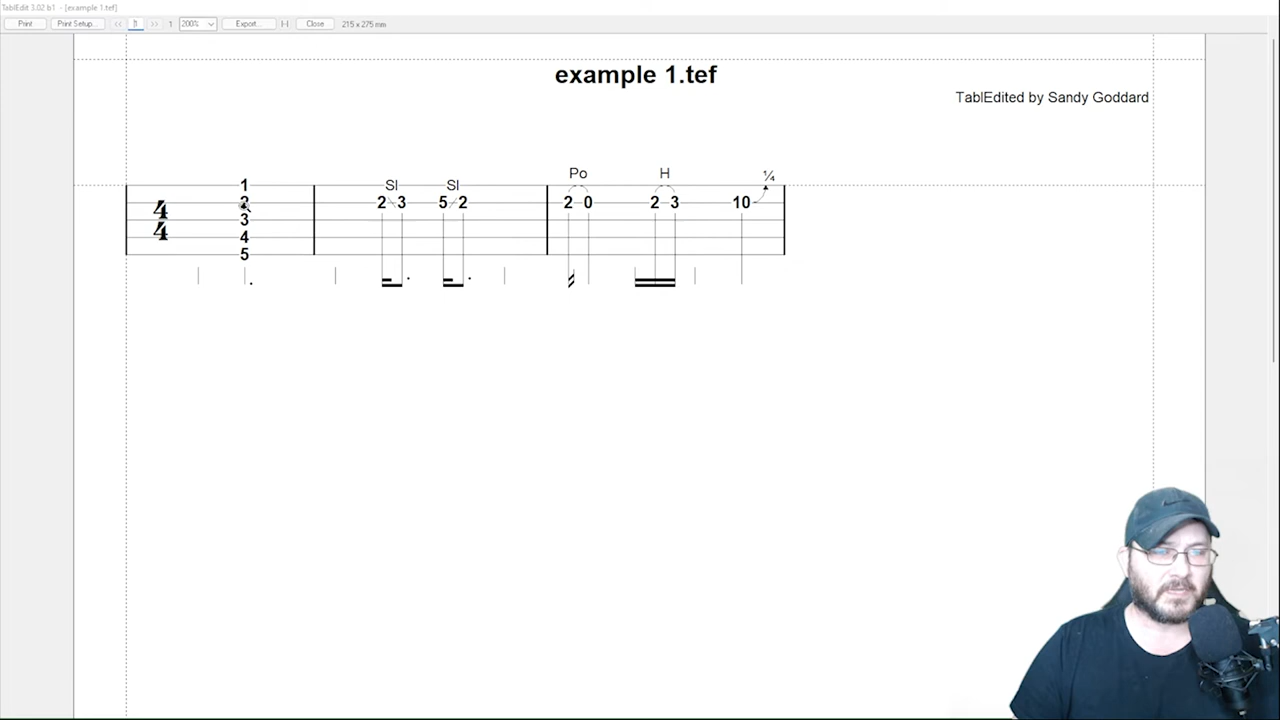 TablEdit 3.02 b1 - [example 1.tef]
Print Print Setup... << 1 >> 1 200% Export... Close 215 x 275 mm
example 1.tef
TablEdited by Sandy Goddard
Po H ¼
1 Sl Sl
2 2 3 5 2 2 0 2 3 10
4 3
4 4
5